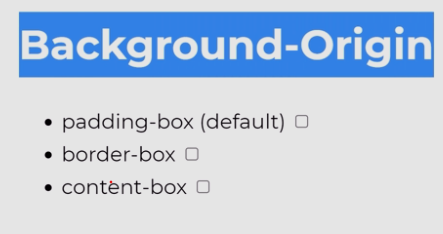 Background-Origin
padding-box (default)
border-box
content-box